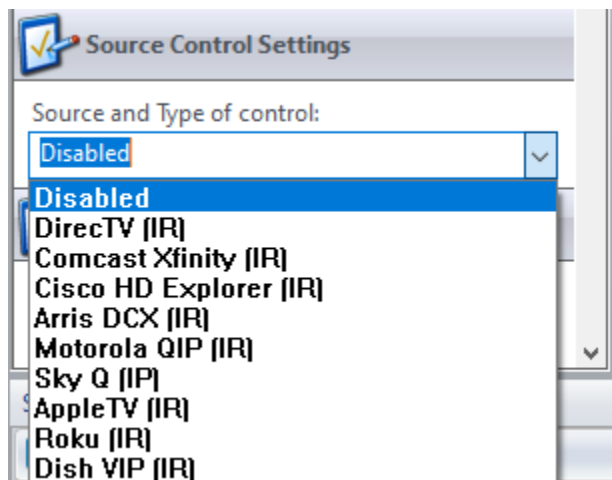 Source Control Settings
Source and Type of control:
Disabled
Disabled
DirecTV (IR)
Comcast Xfinity (IR)
Cisco HD Explorer (IR)
Arris DCX (IR)
Motorola QIP (IR)
Sky Q (IP)
AppleTV (IR)
Roku (IR)
Dish VIP (IR)